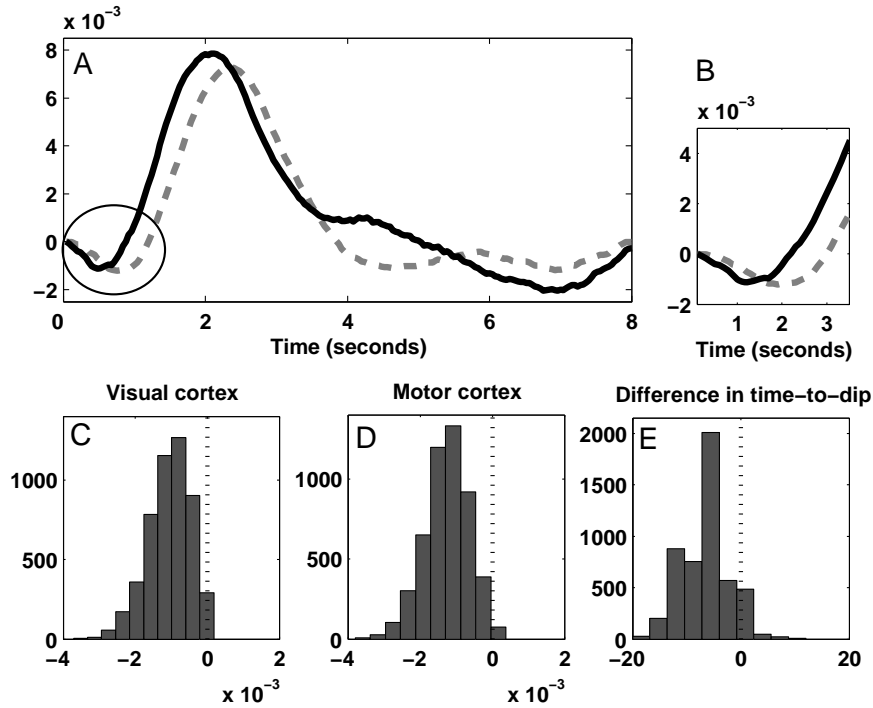 x 10⁻³
A
8
6
4
2
0
−2
0 2 4 6 8
Time (seconds)
B
x 10⁻³
4
2
0
−2
1 2 3
Time (seconds)
Visual cortex
C
1000
500
0
−4 −2 0 2
x 10⁻³
Motor cortex
D
1000
500
0
−4 −2 0 2
x 10⁻³
Difference in time−to−dip
E
2000
1500
1000
500
0
−20 0 20